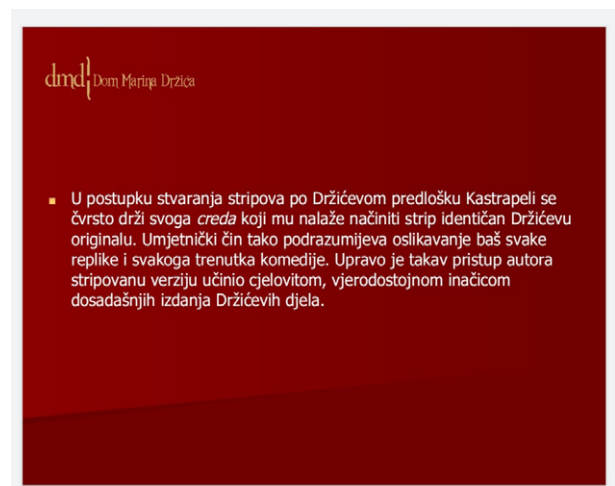 dmd Dom Marina Držića
U postupku stvaranja stripova po Držićevom predlošku Kastrapeli se
čvrsto drži svoga creda koji mu nalaže načiniti strip identičan Držićevu
originalu. Umjetnički čin tako podrazumijeva oslikavanje baš svake
replike i svakoga trenutka komedije. Upravo je takav pristup autora
stripovanu verziju učinio cjelovitom, vjerodostojnom inačicom
dosadašnjih izdanja Držićevih djela.